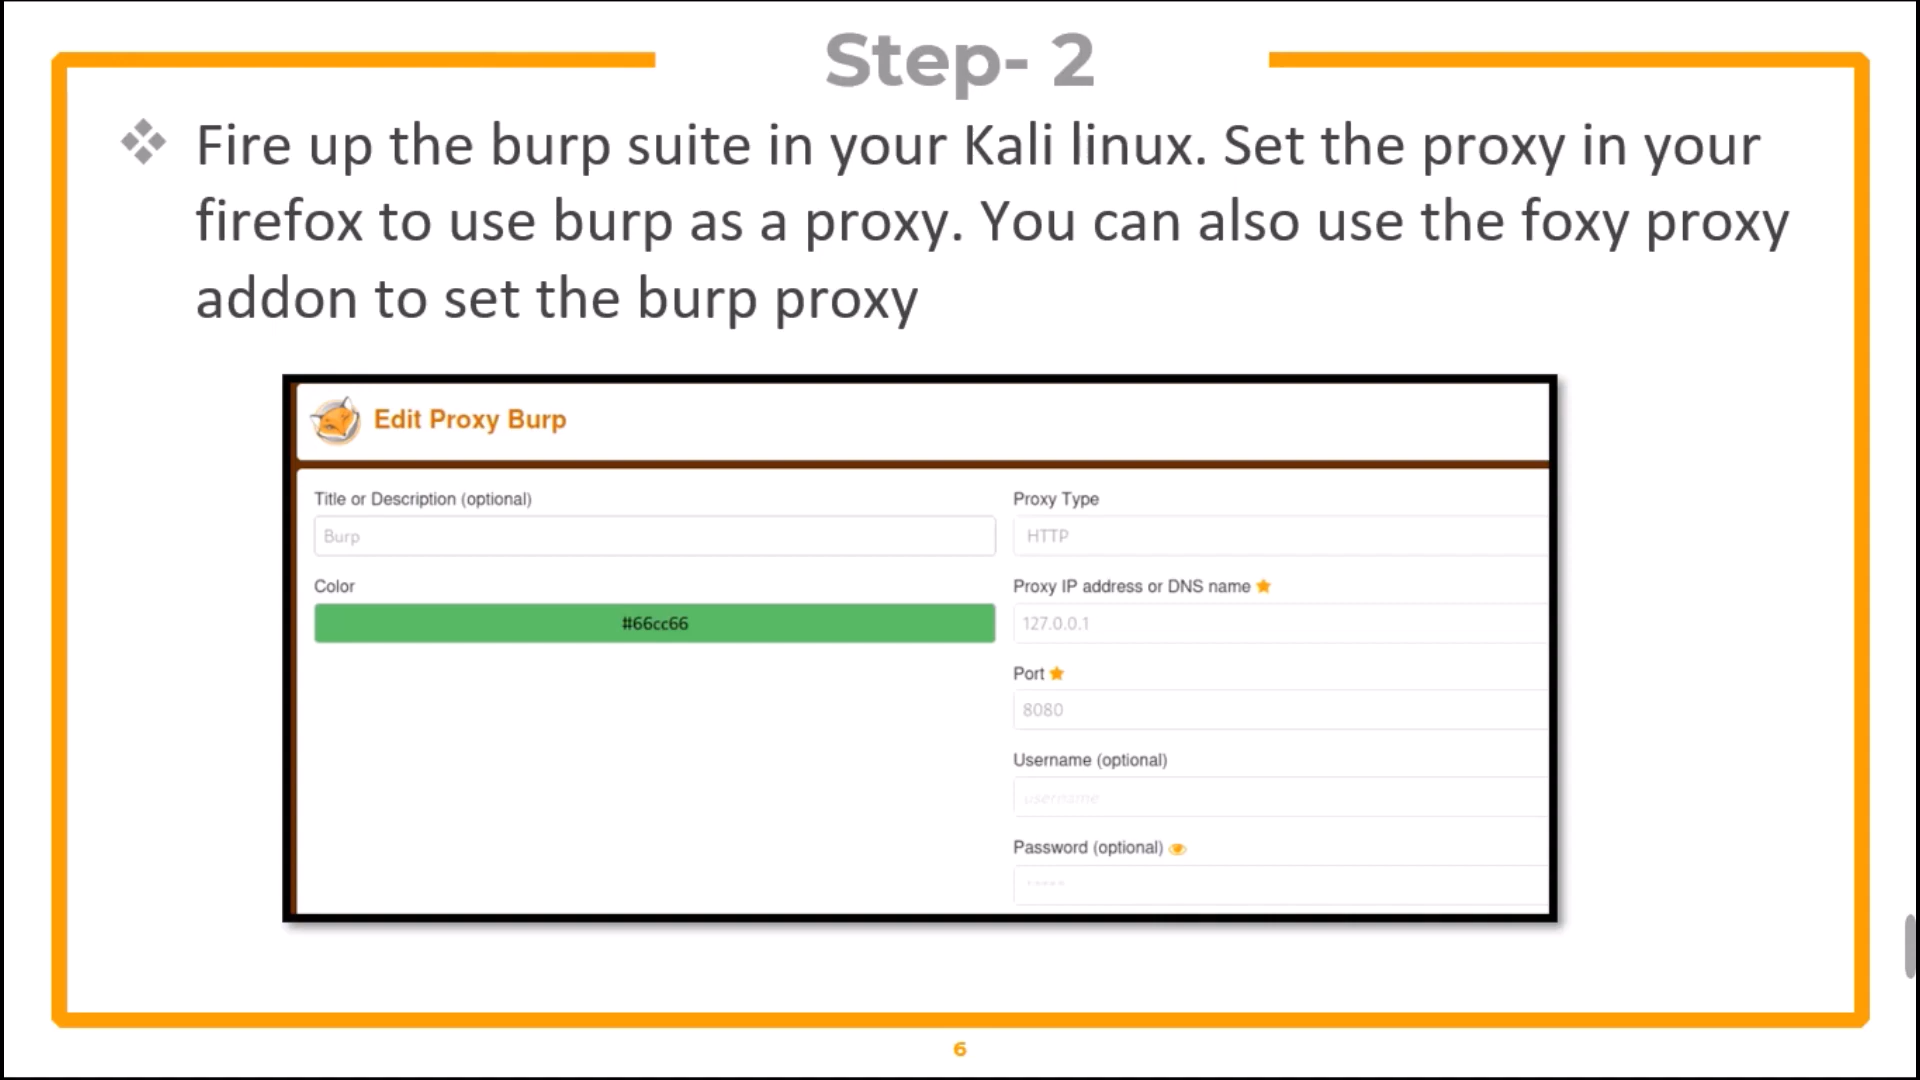 Step- 2
Fire up the burp suite in your Kali linux. Set the proxy in your
firefox to use burp as a proxy. You can also use the foxy proxy
addon to set the burp proxy
Edit Proxy Burp
Title or Description (optional)
Burp
Color
#66cc66
Proxy Type
HTTP
Proxy IP address or DNS name
127.0.0.1
Port
8080
Username (optional)
username
Password (optional)
*****
6